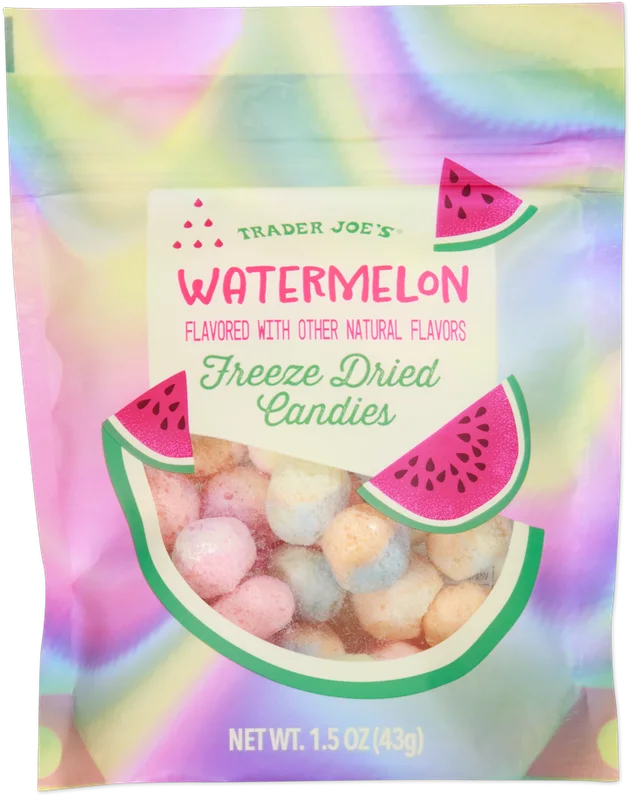 TRADER JOE'S®
WATERMELON
FLAVORED WITH OTHER NATURAL FLAVORS
Freeze Dried
Candies
NET WT. 1.5 OZ (43g)